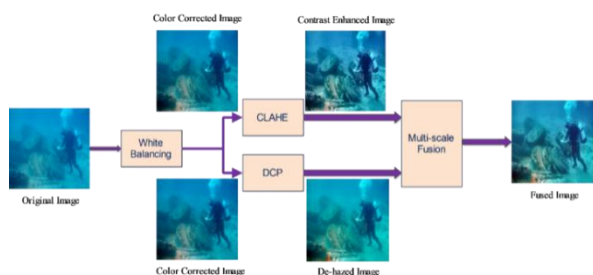 Color Corrected Image
Contrast Enhanced Image
CLAHE
White
Balancing
Multi-scale
Fusion
DCP
Original Image
Fused Image
Color Corrected Image
De-hazed Image